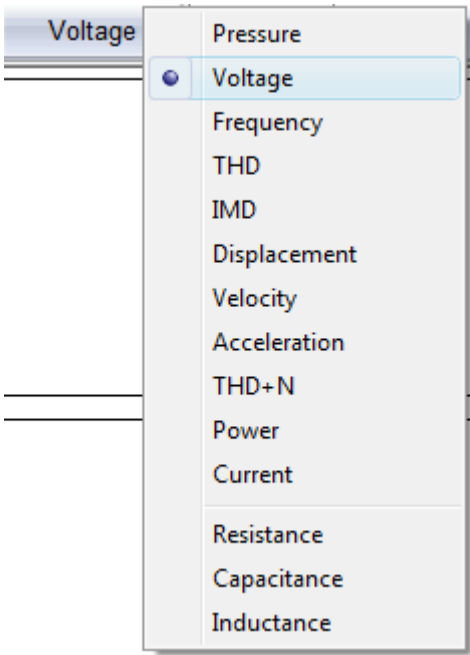 Voltage
Pressure
Voltage
Frequency
THD
IMD
Displacement
Velocity
Acceleration
THD+N
Power
Current
Resistance
Capacitance
Inductance